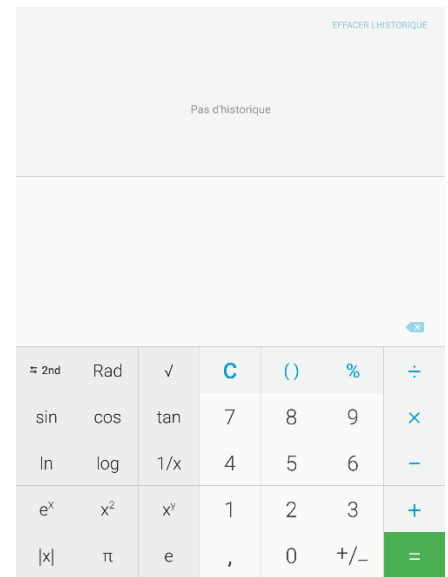 EFFACER L'HISTORIQUE
Pas d'historique
⇆ 2nd Rad √ C () % ÷
sin cos tan 7 8 9 ×
ln log 1/x 4 5 6 −
eˣ x² xʸ 1 2 3 +
|x| π e , 0 +/− =